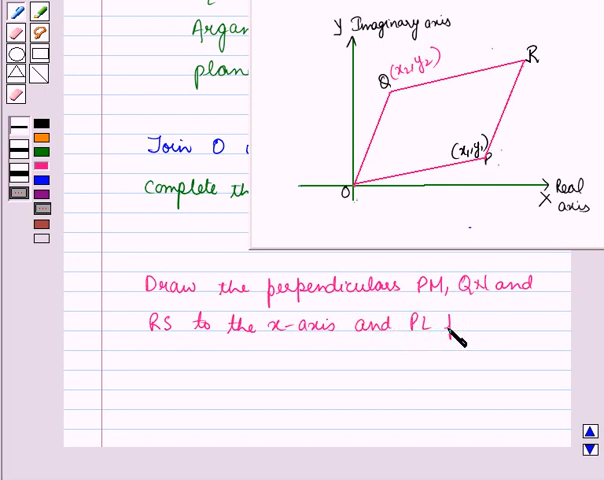 Argan
plan
Join O
Complete the
Y Imaginary axis
Q(x2,y2)
R
(x1,y1)
P
O
Real
X axis
Draw the perpendiculars PM, QN and
RS to the x-axis and PL